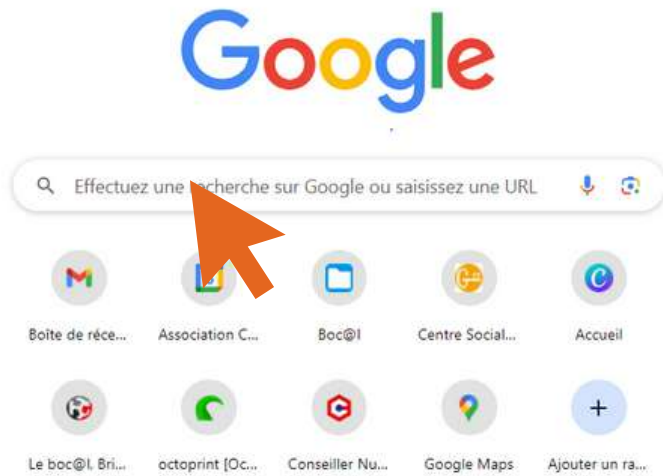 Google
Effectuez une recherche sur Google ou saisissez une URL
Boîte de réce... Association C... Boc@l Centre Social... Accueil
Le boc@l, Bri... octoprint [Oc... Conseiller Nu... Google Maps Ajouter un ra...